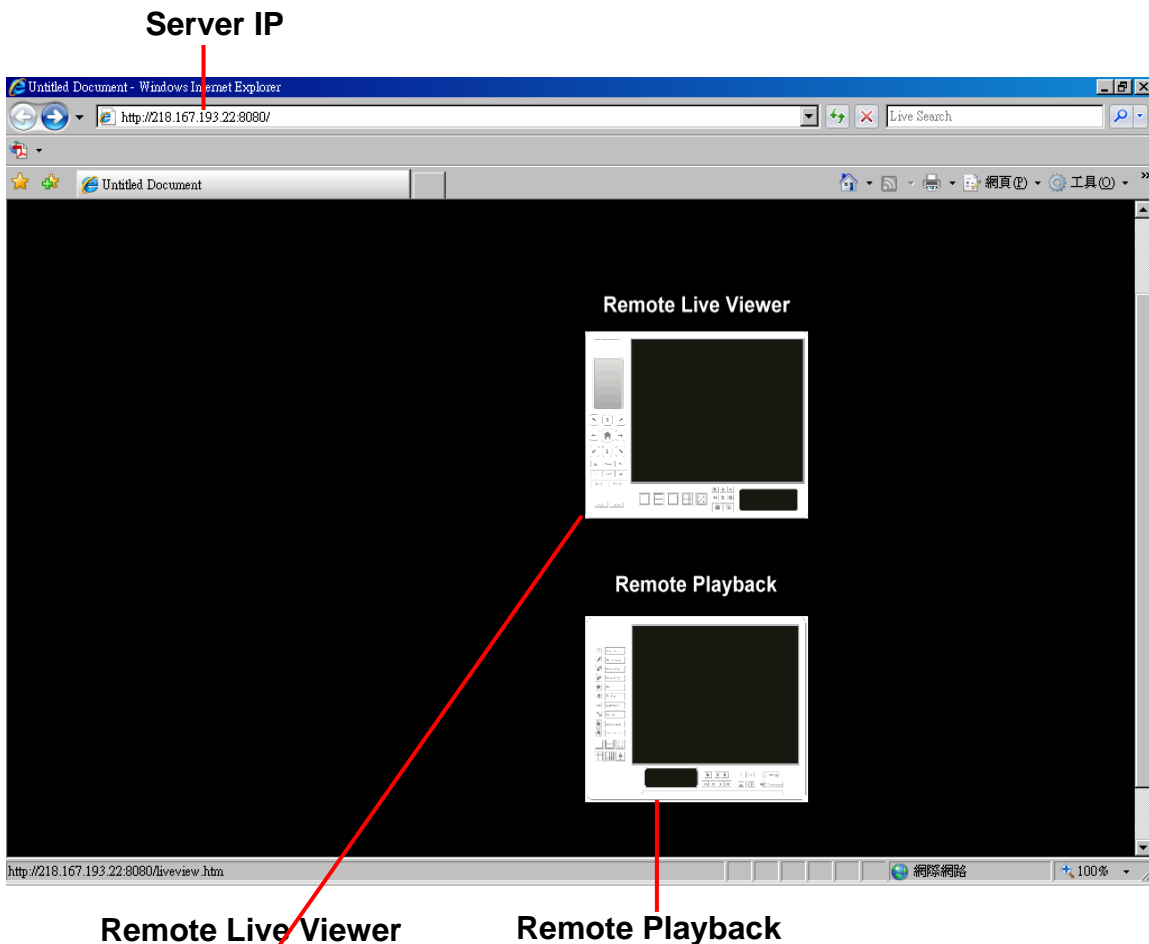 Server IP
Untitled Document - Windows Internet Explorer
http://218.167.193.22:8080/
Live Search
Untitled Document
網頁(P)
工具(O)
»
Remote Live Viewer
Remote Playback
http://218.167.193.22:8080/liveview.htm
網際網路
100%
Remote Live Viewer
Remote Playback